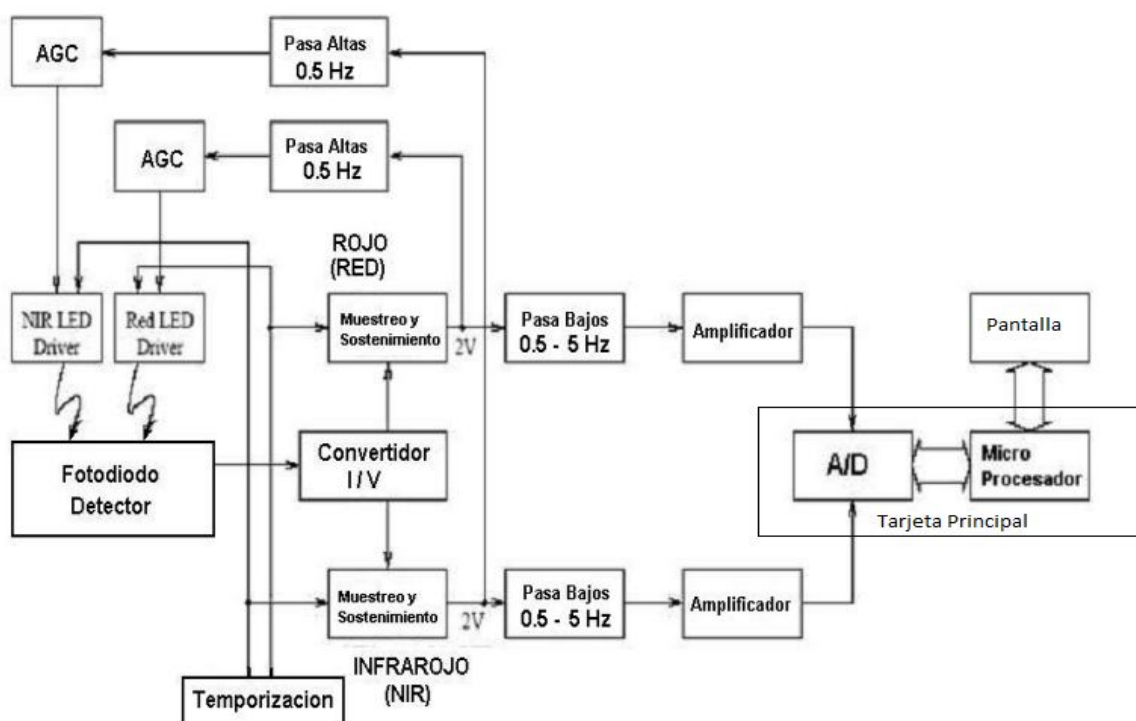 AGC
Pasa Altas
0.5 Hz
AGC
Pasa Altas
0.5 Hz
ROJO
(RED)
NIR LED
Driver
Red LED
Driver
Muestreo y
Sostenimiento
2V
Pasa Bajos
0.5 - 5 Hz
Amplificador
Pantalla
Fotodiodo
Detector
Convertidor
I / V
A/D
Micro
Procesador
Tarjeta Principal
Muestreo y
Sostenimiento
2V
Pasa Bajos
0.5 - 5 Hz
Amplificador
INFRAROJO
(NIR)
Temporizacion